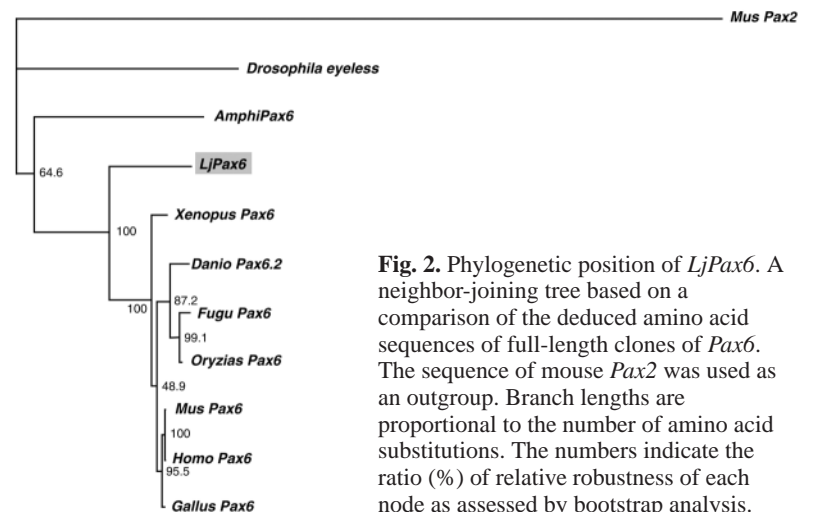 Mus Pax2
Drosophila eyeless
AmphiPax6
LjPax6
64.6
Xenopus Pax6
100
Danio Pax6.2
87.2
Fugu Pax6
100
99.1
Oryzias Pax6
48.9
Mus Pax6
100
Homo Pax6
95.5
Gallus Pax6
Fig. 2. Phylogenetic position of LjPax6. A
neighbor-joining tree based on a
comparison of the deduced amino acid
sequences of full-length clones of Pax6.
The sequence of mouse Pax2 was used as
an outgroup. Branch lengths are
proportional to the number of amino acid
substitutions. The numbers indicate the
ratio (%) of relative robustness of each
node as assessed by bootstrap analysis.